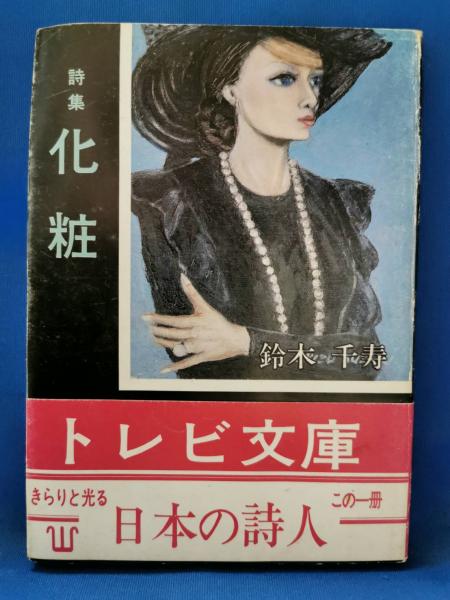 詩集
化粧
鈴木 千寿
トレビ文庫
きらりと光る
この一冊
日本の詩人